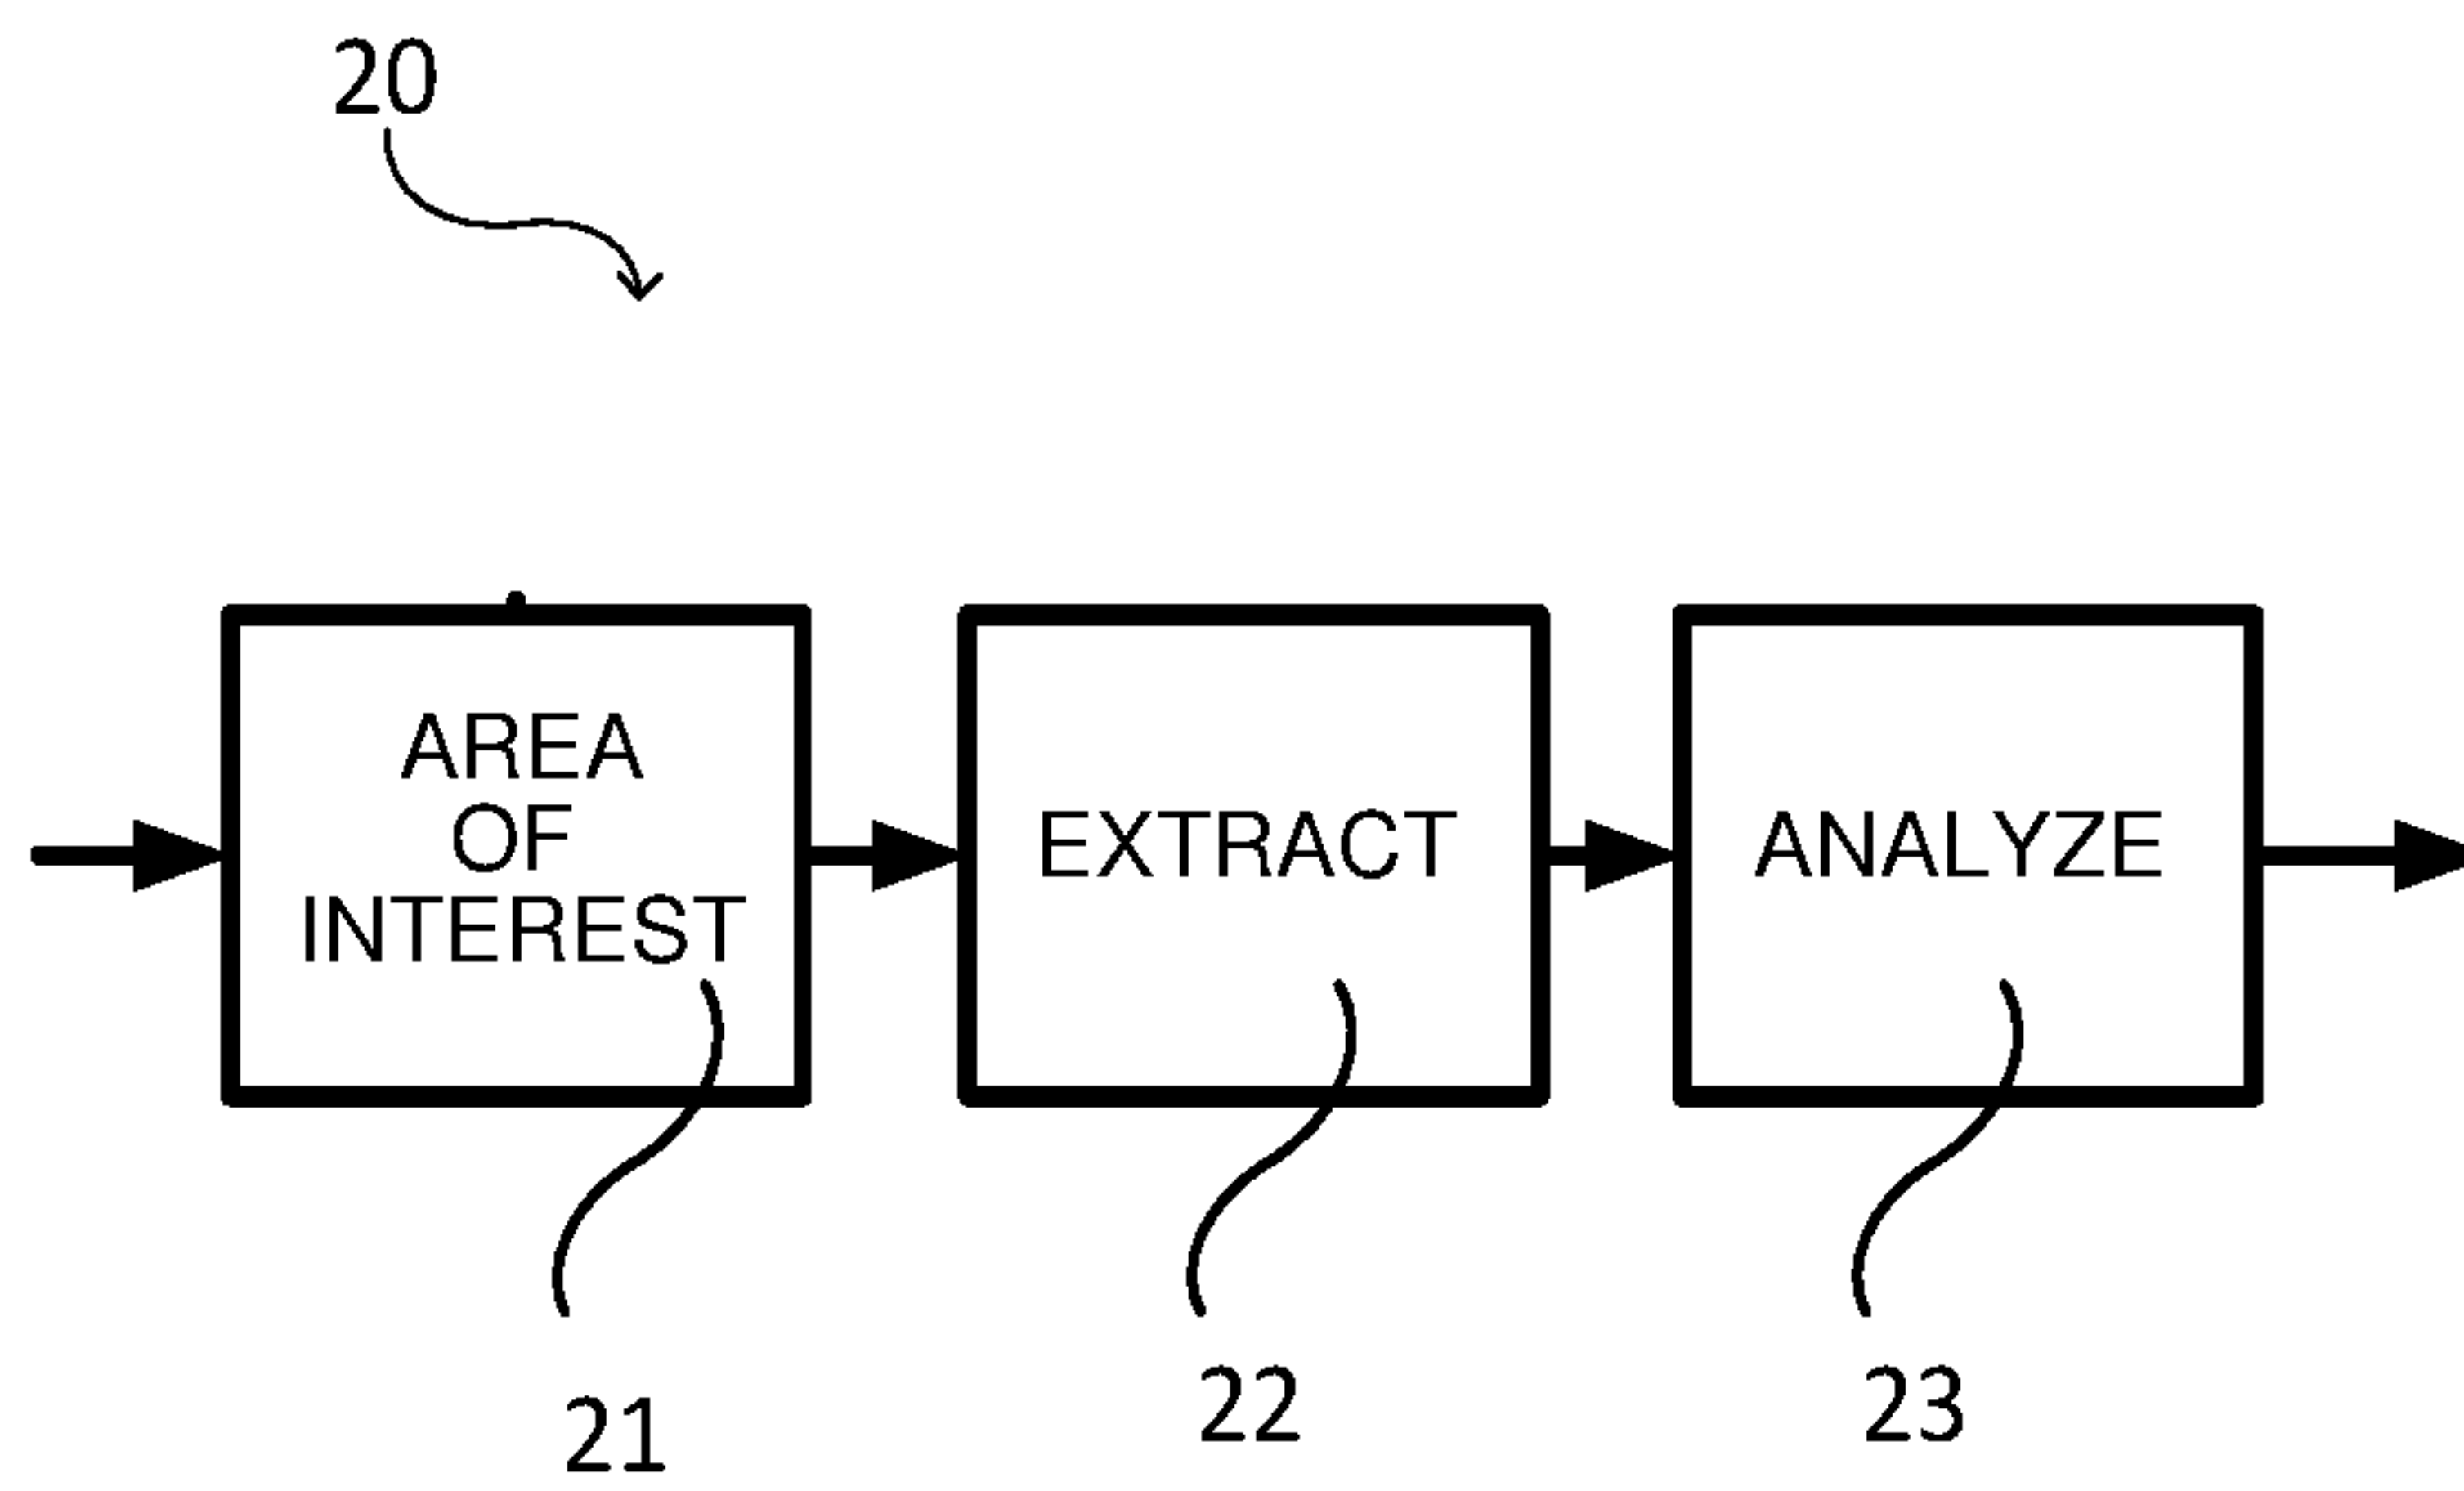 20
AREA
OF
INTEREST
EXTRACT
ANALYZE
21
22
23